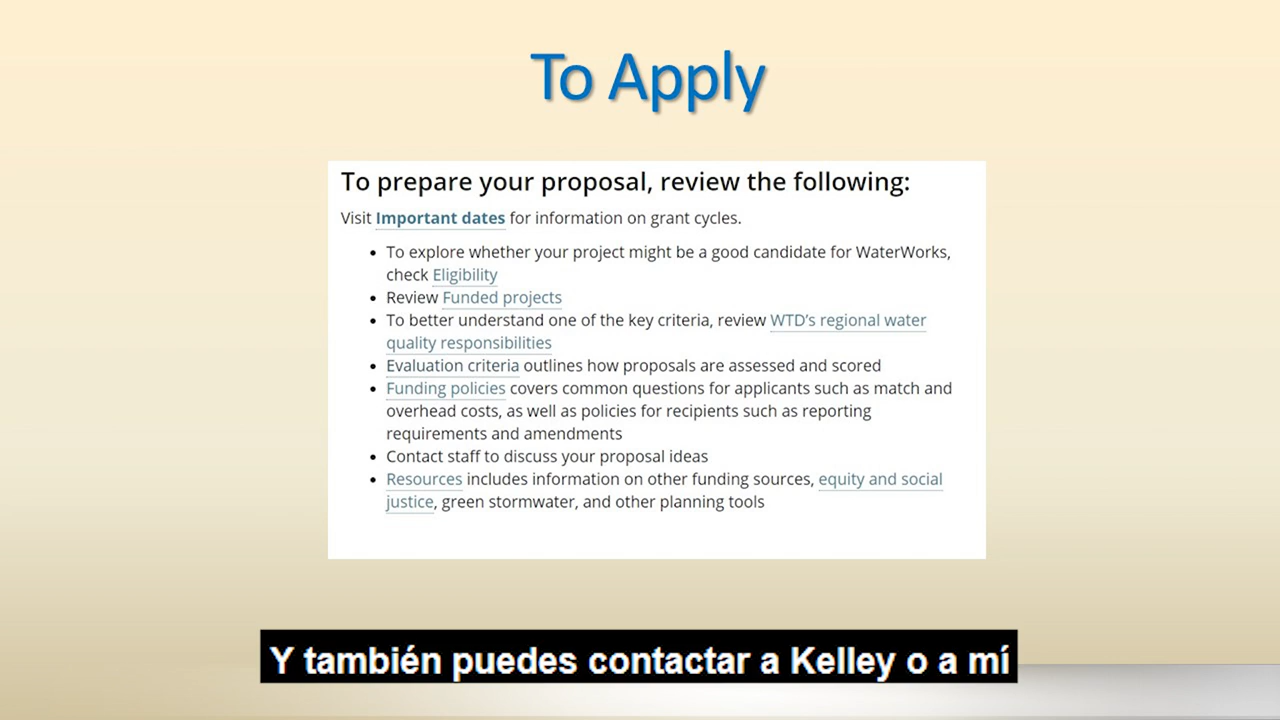 To Apply
To prepare your proposal, review the following:
Visit Important dates for information on grant cycles.
• To explore whether your project might be a good candidate for WaterWorks,
check Eligibility
• Review Funded projects
• To better understand one of the key criteria, review WTD’s regional water
quality responsibilities
• Evaluation criteria outlines how proposals are assessed and scored
• Funding policies covers common questions for applicants such as match and
overhead costs, as well as policies for recipients such as reporting
requirements and amendments
• Contact staff to discuss your proposal ideas
• Resources includes information on other funding sources, equity and social
justice, green stormwater, and other planning tools
Y también puedes contactar a Kelley o a mí